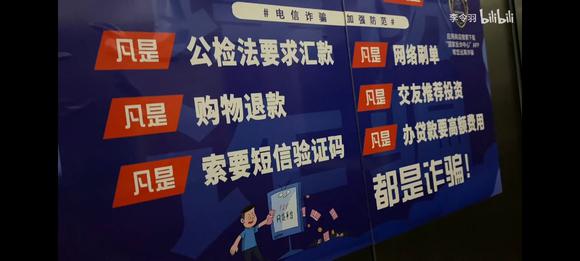 #电信诈骗 加强防范#
凡是 公检法要求汇款
凡是 购物退款
凡是 索要短信验证码
凡是 网络刷单
凡是 交友推荐投资
凡是 办贷款要高额费用
都是诈骗!
李令羽 bilibili